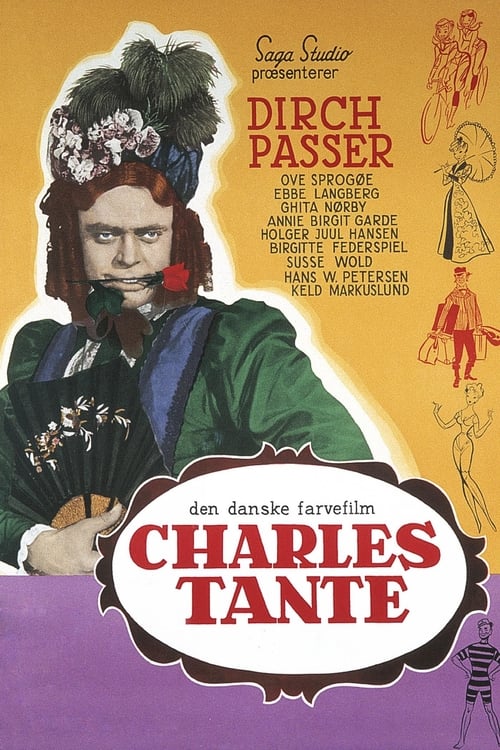 Saga Studio
præsenterer
DIRCH
PASSER
OVE SPROGØE
EBBE LANGBERG
GHITA NØRBY
ANNIE BIRGIT GARDE
HOLGER JUUL HANSEN
BIRGITTE FEDERSPIEL
SUSSE WOLD
HANS W. PETERSEN
KELD MARKUSLUND
den danske farvefilm
CHARLES
TANTE